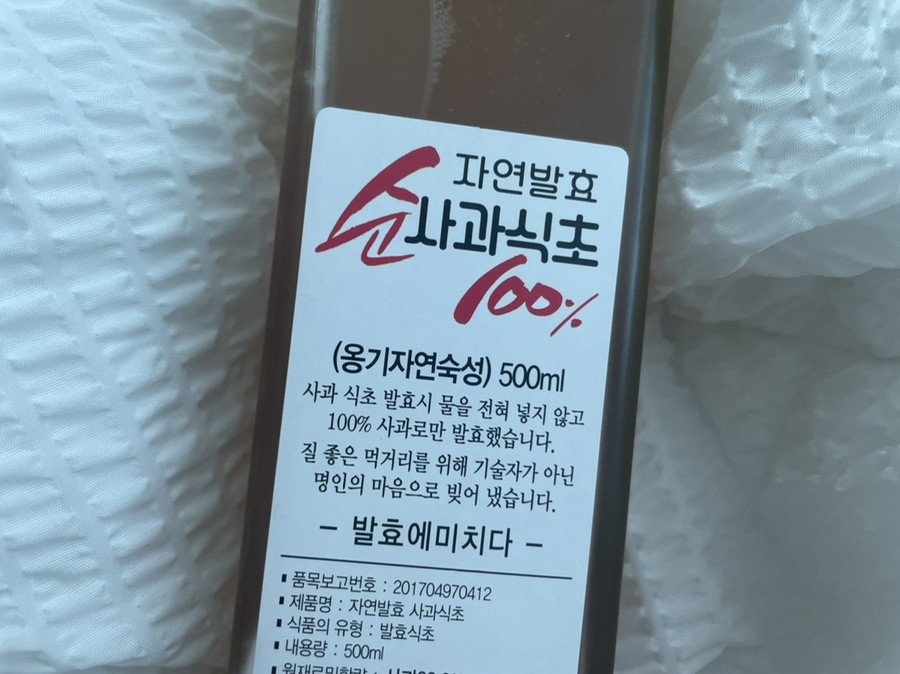 자연발효
순사과식초
100%
(옹기자연숙성) 500ml
사과 식초 발효시 물을 전혀 넣지 않고
100% 사과로만 발효했습니다.
질 좋은 먹거리를 위해 기술자가 아닌
명인의 마음으로 빚어 냈습니다.
- 발효에미치다 -
▪ 품목보고번호 : 201704970412
▪ 제품명 : 자연발효 사과식초
▪ 식품의 유형 : 발효식초
▪ 내용량 : 500ml